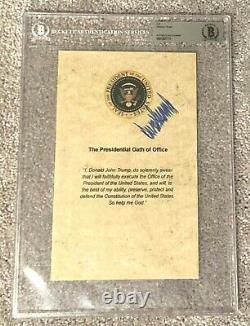 BECKETT AUTHENTICATION SERVICES
BECKETT
The Presidential Oath of Office
"I, Donald John Trump, do solemnly swear
that I will faithfully execute the Office of
the President of the United States, and will, to
the best of my ability, preserve, protect and
defend the Constitution of the United States.
So help me God."